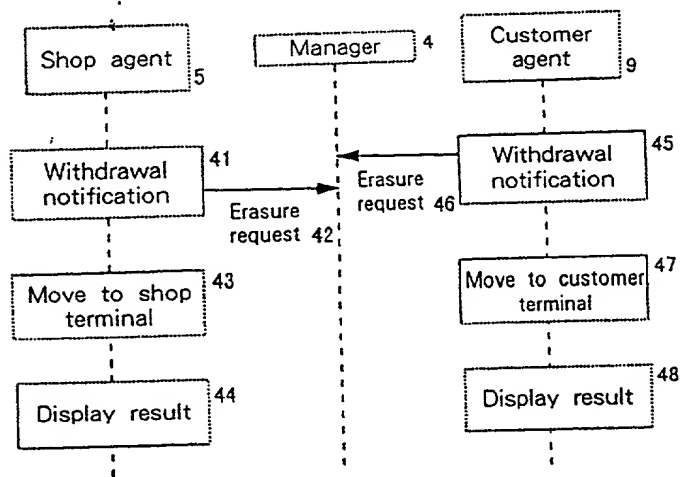 Shop agent
5
Manager
4
Customer
agent
9
Withdrawal
notification
41
Erasure
request 42
Erasure
request 46
Withdrawal
notification
45
Move to shop
terminal
43
Move to customer
terminal
47
Display result
44
Display result
48